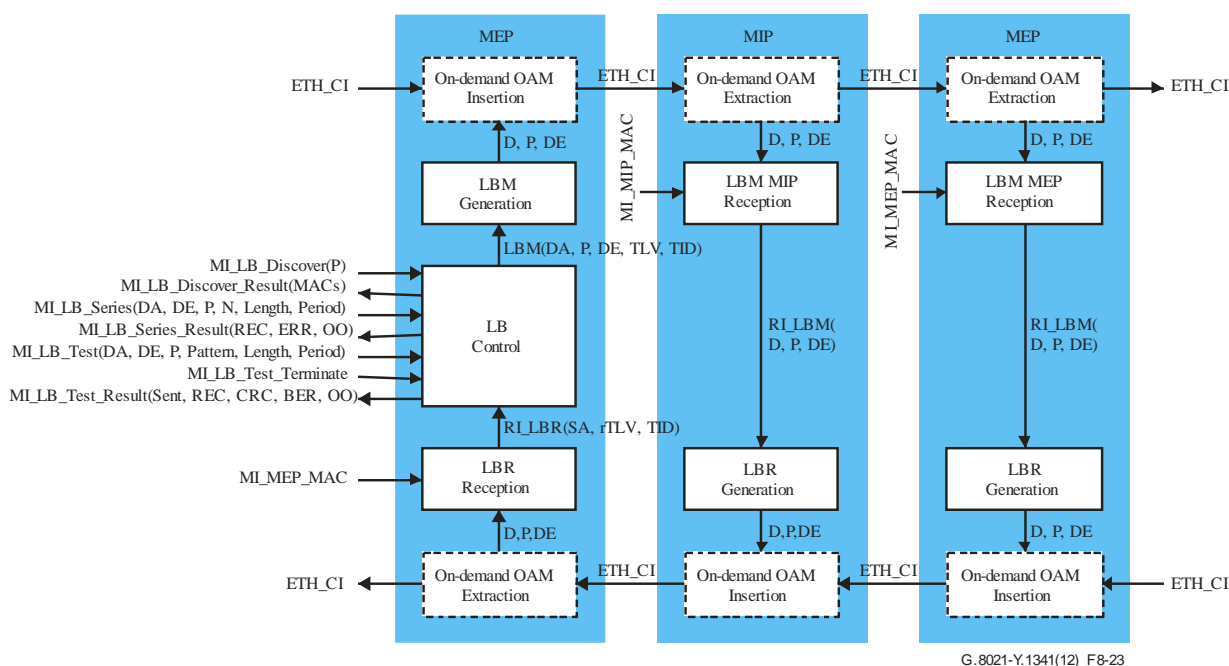 MEP
MIP
MEP
ETH_CI
On-demand OAM
Insertion
ETH_CI
On-demand OAM
Extraction
ETH_CI
On-demand OAM
Extraction
ETH_CI
D, P, DE
D, P, DE
D, P, DE
MI_MIP_MAC
MI_MEP_MAC
LBM
Generation
LBM MIP
Reception
LBM MEP
Reception
LBM(DA, P, DE, TLV, TID)
MI_LB_Discover(P)
MI_LB_Discover_Result(MACs)
MI_LB_Series(DA, DE, P, N, Length, Period)
MI_LB_Series_Result(REC, ERR, OO)
MI_LB_Test(DA, DE, P, Pattern, Length, Period)
MI_LB_Test_Terminate
MI_LB_Test_Result(Sent, REC, CRC, BER, OO)
LB
Control
RI_LBM(
D, P, DE)
RI_LBM(
D, P, DE)
RI_LBR(SA, rTLV, TID)
MI_MEP_MAC
LBR
Reception
LBR
Generation
LBR
Generation
D,P,DE
D,P,DE
D, P, DE
ETH_CI
On-demand OAM
Extraction
ETH_CI
On-demand OAM
Insertion
ETH_CI
On-demand OAM
Insertion
ETH_CI
G.8021-Y.1341(12)_F8-23